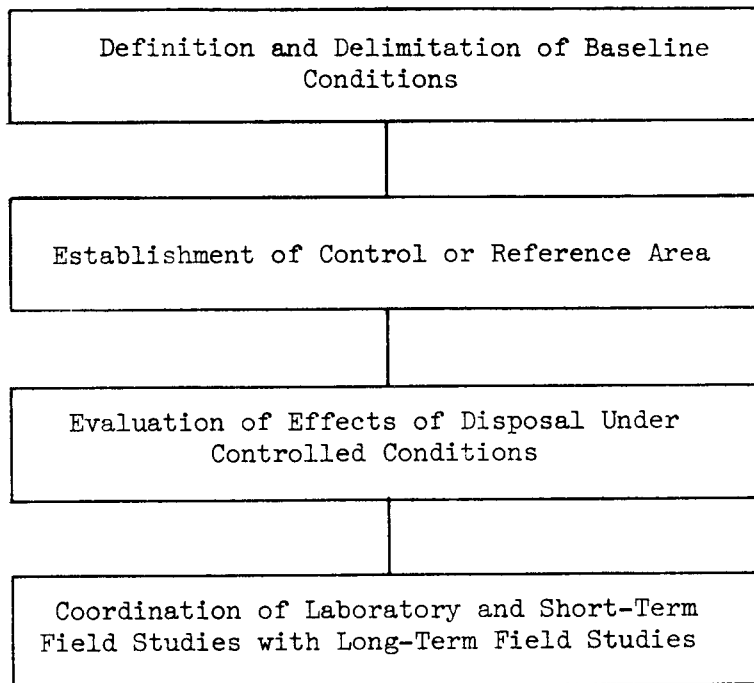 Definition and Delimitation of Baseline
Conditions
Establishment of Control or Reference Area
Evaluation of Effects of Disposal Under
Controlled Conditions
Coordination of Laboratory and Short-Term
Field Studies with Long-Term Field Studies